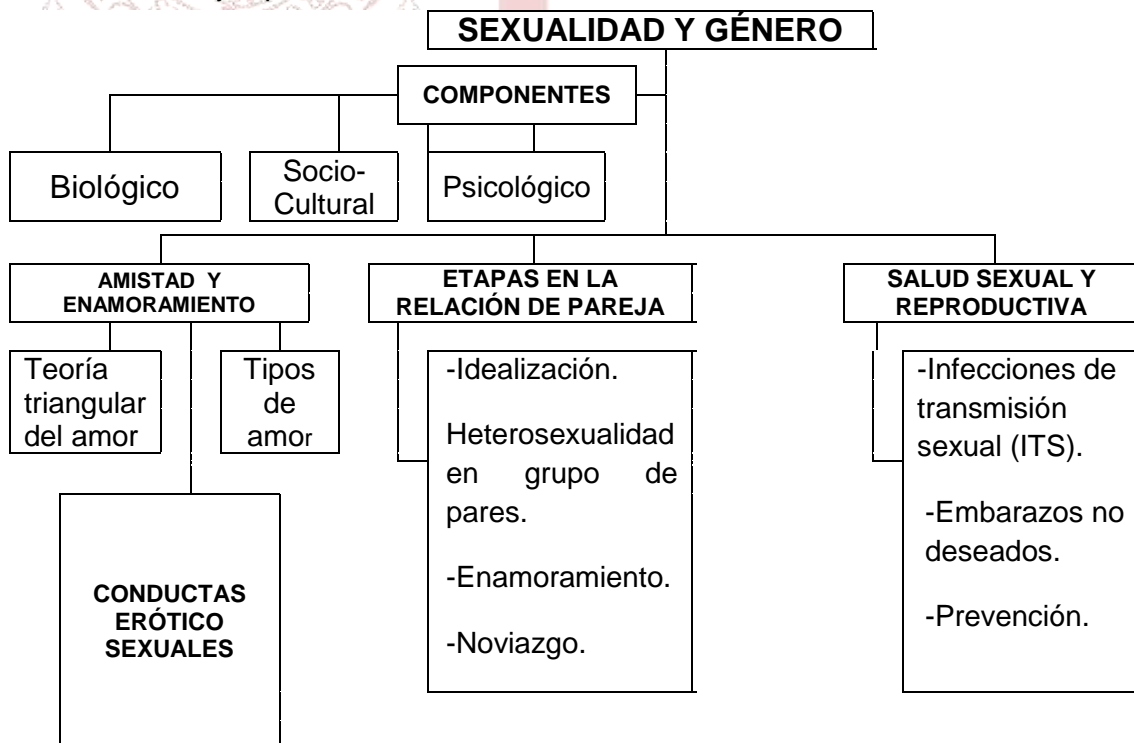 SEXUALIDAD Y GÉNERO
COMPONENTES
Biológico
Socio-
Cultural
Psicológico
AMISTAD Y
ENAMORAMIENTO
ETAPAS EN LA
RELACIÓN DE PAREJA
SALUD SEXUAL Y
REPRODUCTIVA
Teoría
triangular
del amor
Tipos
de
amor
CONDUCTAS
ERÓTICO
SEXUALES
-Idealización.
Heterosexualidad
en grupo de
pares.
-Enamoramiento.
-Noviazgo.
-Infecciones de
transmisión
sexual (ITS).
-Embarazos no
deseados.
-Prevención.